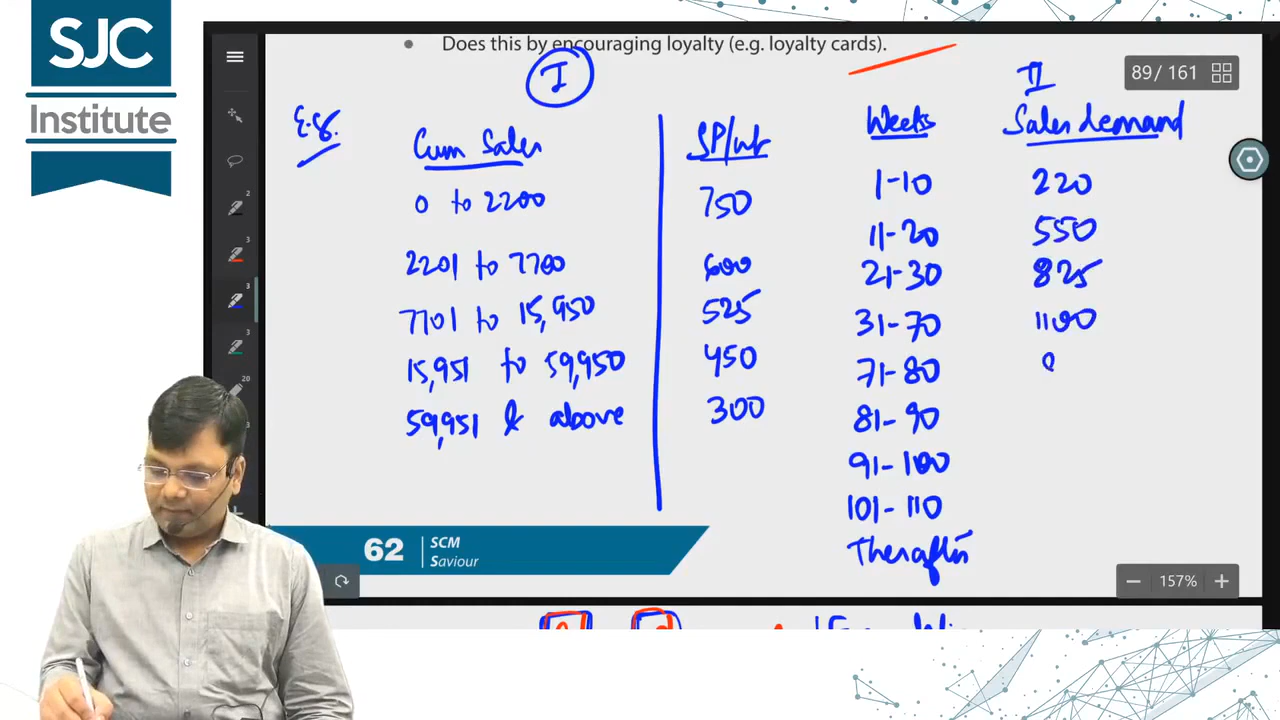 SJC
Institute
• Does this by encouraging loyalty (e.g. loyalty cards).
89 / 161
I
II
E.g.
Cum Sales SP/unit
0 to 2200 750
2201 to 7700 600
7701 to 15,950 525
15,951 to 59,950 450
59,951 & above 300
Weeks Sales demand
1-10 220
11-20 550
21-30 825
31-70 1100
71-80
81-90
91-100
101-110
62 SCM
Saviour
157%